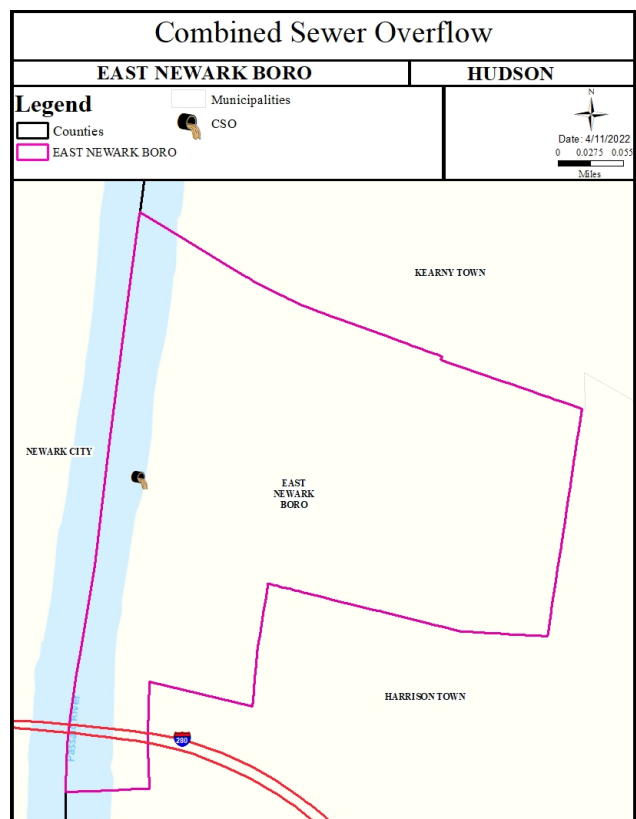 Combined Sewer Overflow
EAST NEWARK BORO
HUDSON
Legend
Municipalities
Counties
CSO
EAST NEWARK BORO
N
Date: 4/11/2022
0 0.0275 0.055
Miles
KEARNY TOWN
NEWARK CITY
EAST
NEWARK
BORO
HARRISON TOWN
Passaic River
280